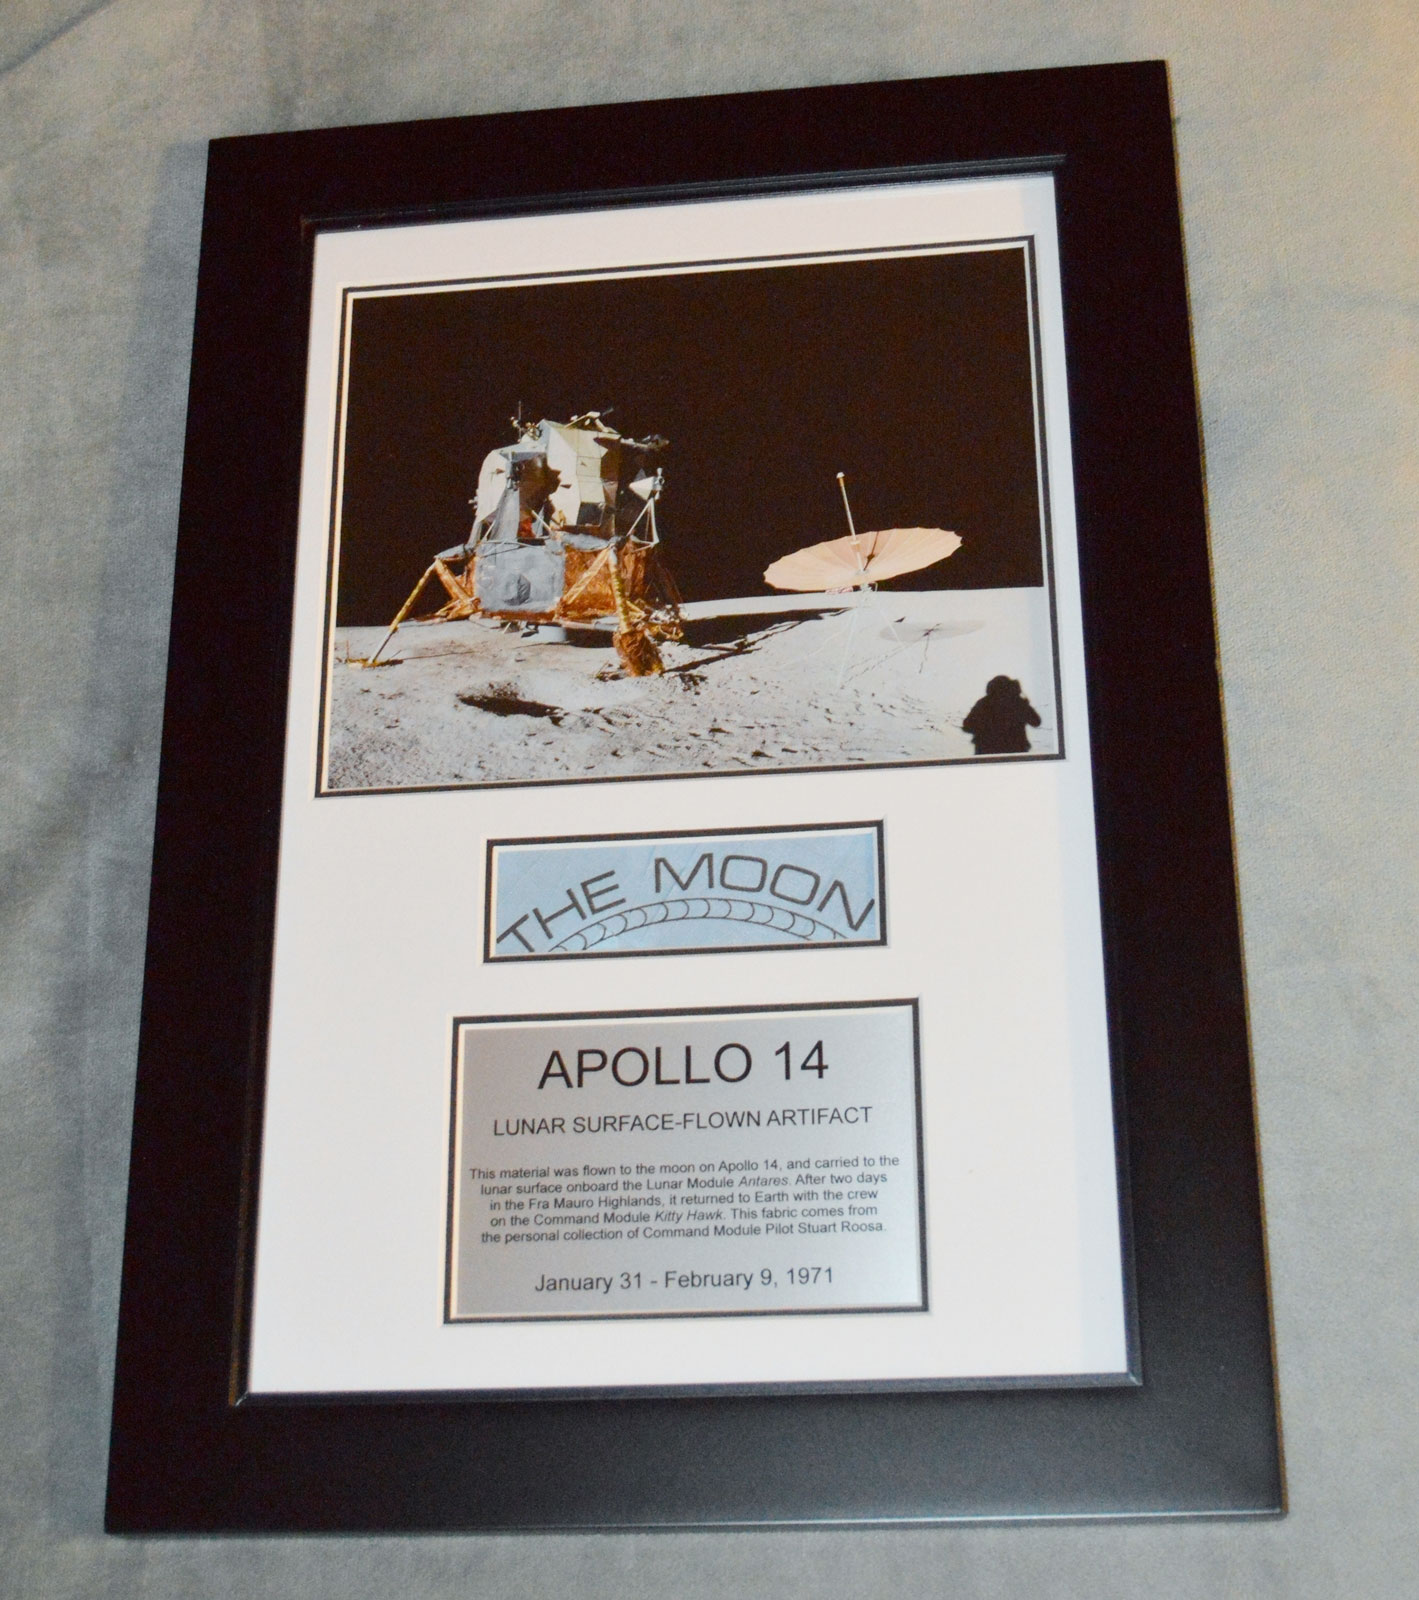 THE MOON
APOLLO 14
LUNAR SURFACE-FLOWN ARTIFACT
This material was flown to the moon on Apollo 14, and carried to the
lunar surface onboard the Lunar Module Antares. After two days
in the Fra Mauro Highlands, it returned to Earth with the crew
on the Command Module Kitty Hawk. This fabric comes from
the personal collection of Command Module Pilot Stuart Roosa.
January 31 - February 9, 1971